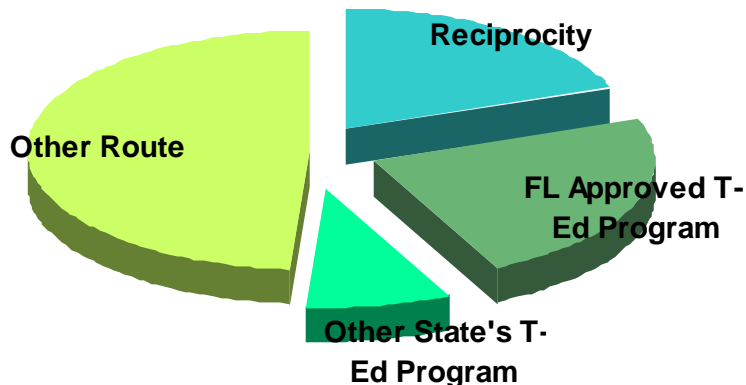 Reciprocity
Other Route
FL Approved T-
Ed Program
Other State's T-
Ed Program